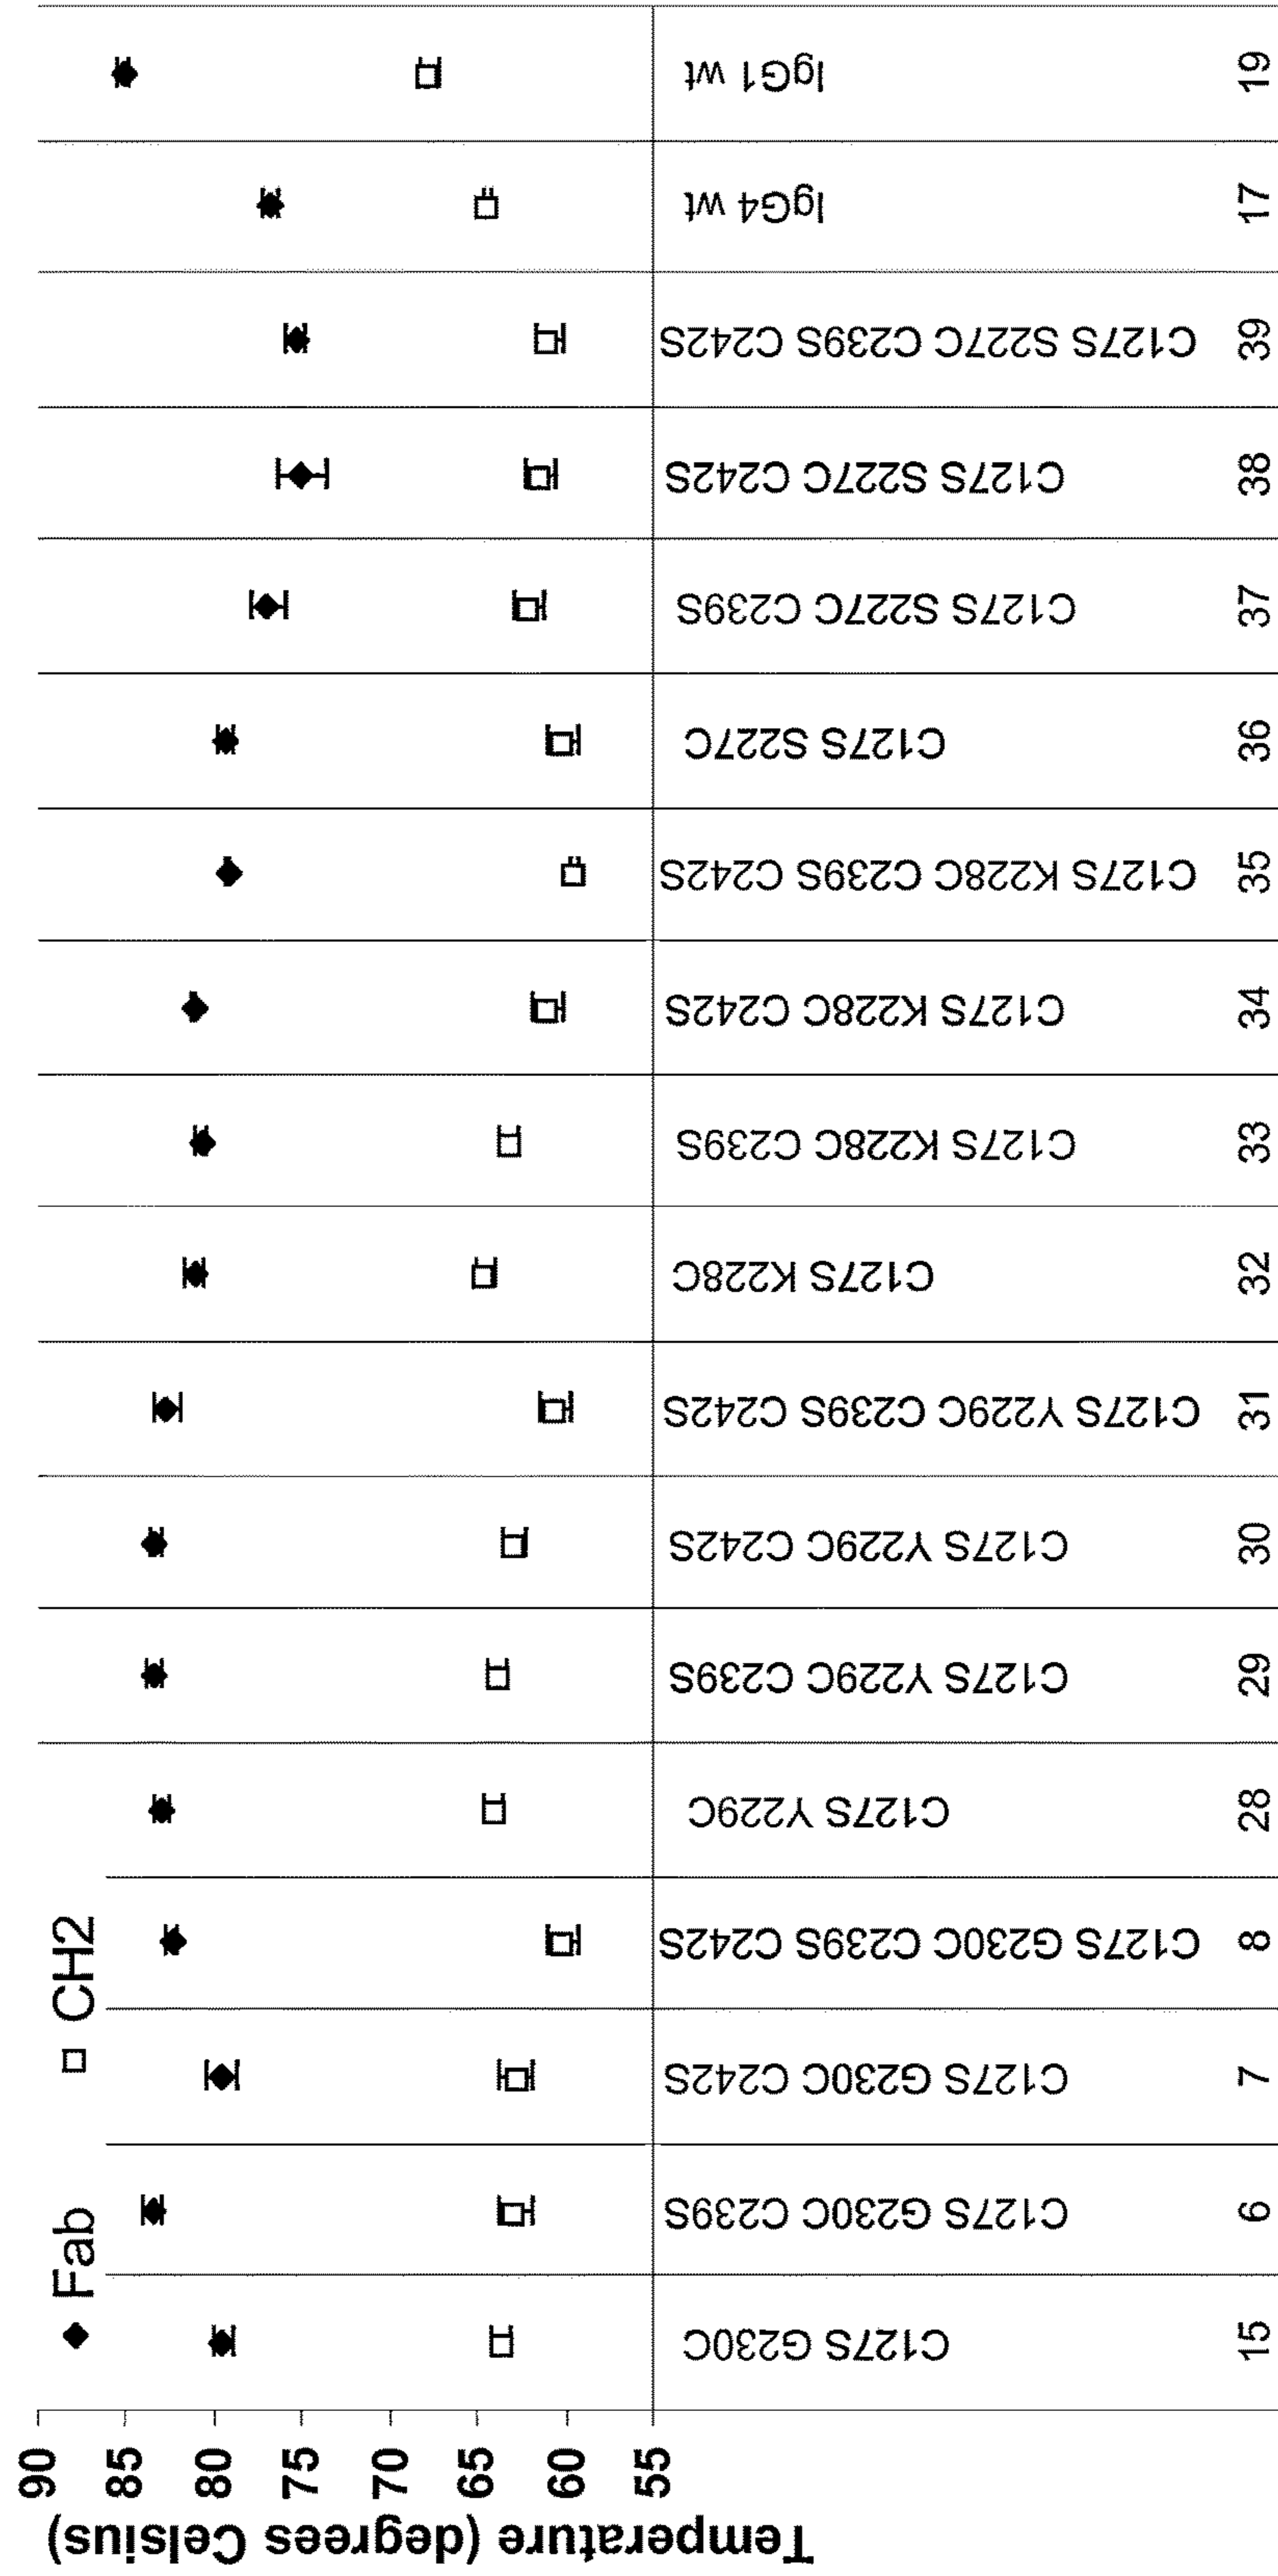 Temperature (degrees Celsius)
90
85
80
75
70
65
60
55
Fab
CH2
C127S G230C
C127S G230C C239S
C127S G230C C242S
C127S G230C C239S C242S
C127S Y229C
C127S Y229C C239S
C127S Y229C C242S
C127S Y229C C239S C242S
C127S K228C
C127S K228C C239S
C127S K228C C242S
C127S K228C C239S C242S
C127S S227C
C127S S227C C239S
C127S S227C C242S
C127S S227C C239S C242S
IgG4 wt
IgG1 wt
15 6 7 8 28 29 30 31 32 33 34 35 36 37 38 39 17 19